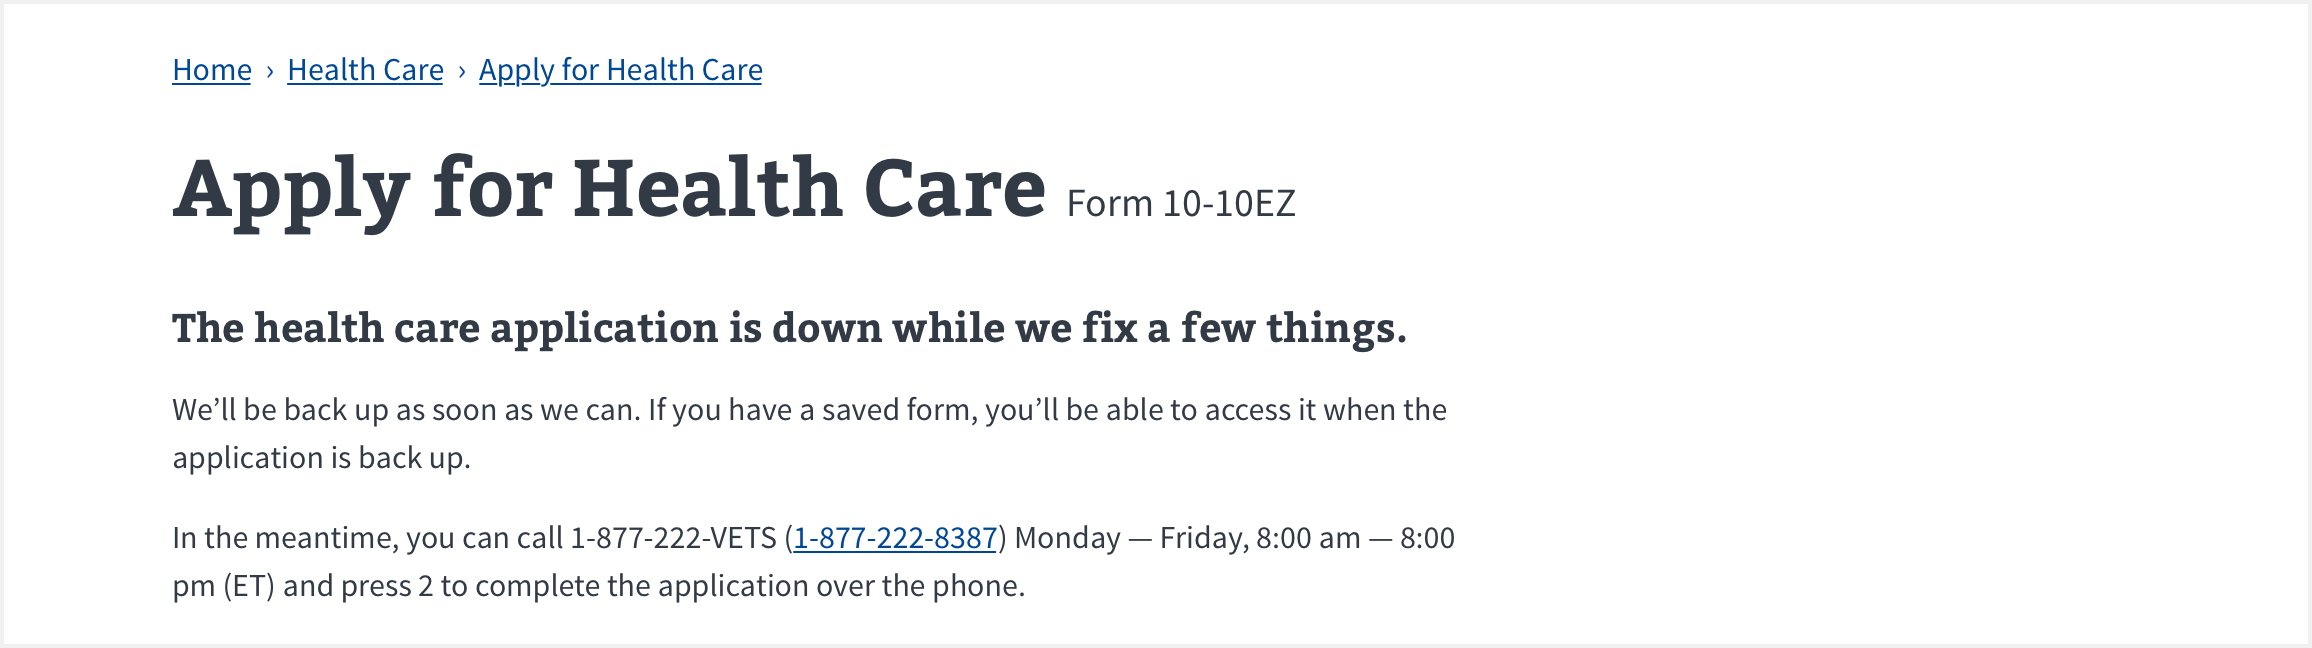 Home › Health Care › Apply for Health Care
Apply for Health Care Form 10-10EZ
The health care application is down while we fix a few things.
We’ll be back up as soon as we can. If you have a saved form, you’ll be able to access it when the
application is back up.
In the meantime, you can call 1-877-222-VETS (1-877-222-8387) Monday — Friday, 8:00 am — 8:00
pm (ET) and press 2 to complete the application over the phone.